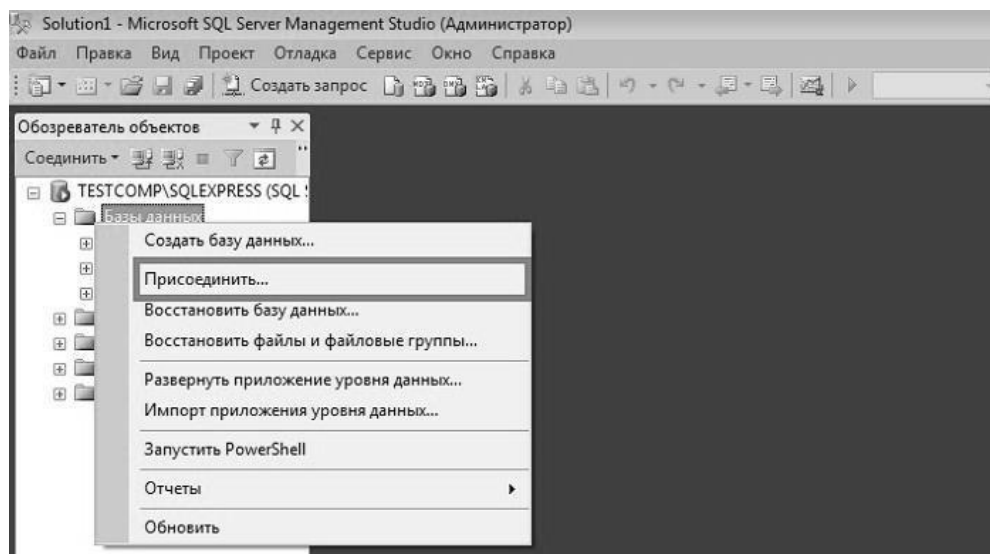 Solution1 - Microsoft SQL Server Management Studio (Администратор)
Файл Правка Вид Проект Отладка Сервис Окно Справка
Создать запрос
Обозреватель объектов
Соединить
TESTCOMP\SQLEXPRESS (SQL
Базы данных
Создать базу данных...
Присоединить...
Восстановить базу данных...
Восстановить файлы и файловые группы...
Развернуть приложение уровня данных...
Импорт приложения уровня данных...
Запустить PowerShell
Отчеты
Обновить